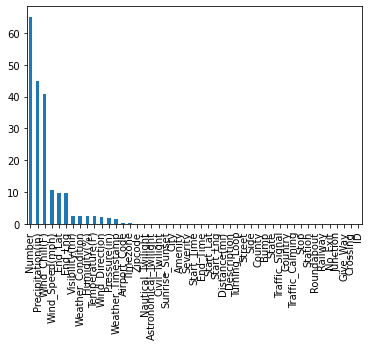 60
50
40
30
20
10
0
Number
Precipitation(in)
Wind_Chill(F)
Wind_Speed(mph)
End_Lat
End_Lng
Visibility(mi)
Weather_Condition
Humidity(%)
Temperature(F)
Wind_Direction
Pressure(in)
Weather_Timestamp
Airport_Code
Timezone
Zipcode
Nautical_Twilight
Astronomical_Twilight
Civil_Twilight
Sunrise_Sunset
City
Amenity
Severity
Start_Time
End_Time
Start_Lat
Start_Lng
Distance(mi)
Description
Turning_Loop
Street
Side
County
Bump
State
Traffic_Signal
Country
Traffic_Calming
Stop
Station
Roundabout
Railway
No_Exit
Junction
Give_Way
Crossing
ID